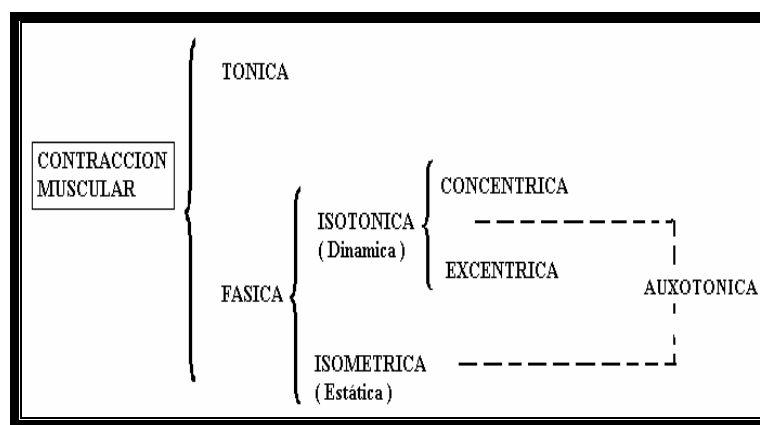 TONICA
CONTRACCION
MUSCULAR
CONCENTRICA
ISOTONICA
( Dinamica )
EXCENTRICA
FASICA
AUXOTONICA
ISOMETRICA
( Estática )